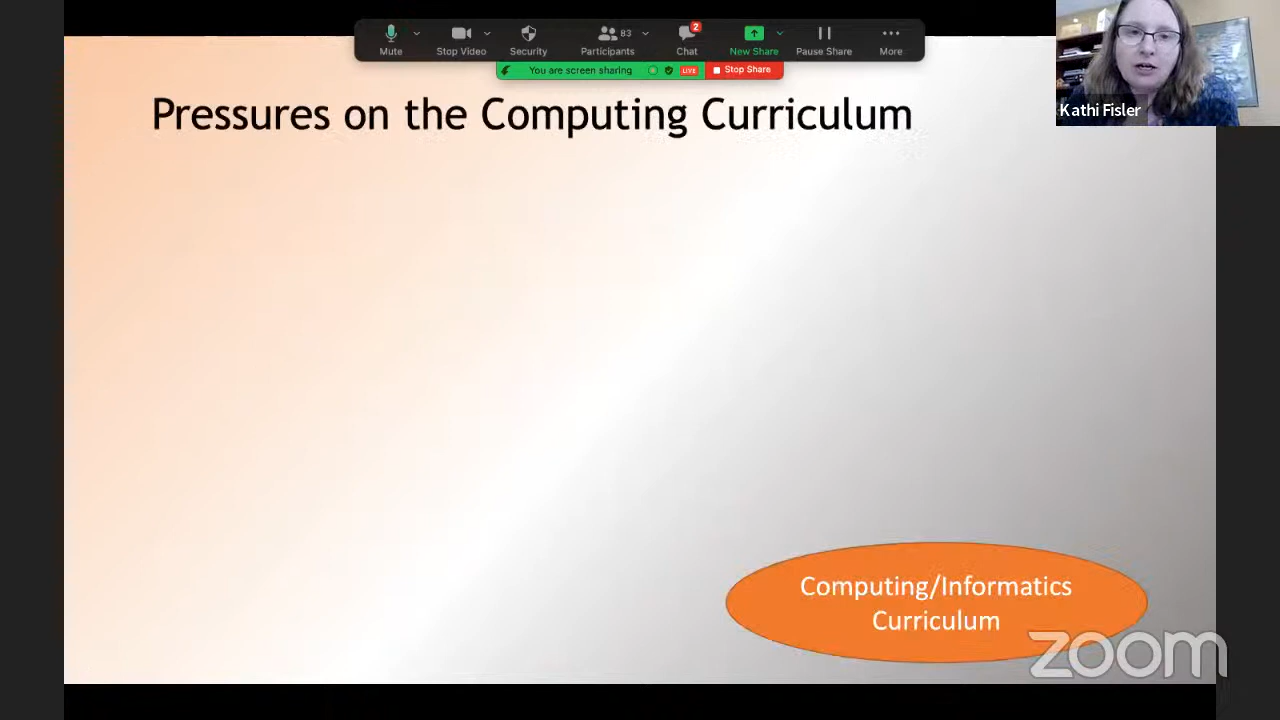 Mute
Stop Video
Security
83
Participants
2
Chat
New Share
Pause Share
More
You are screen sharing
LIVE
Stop Share
Kathi Fisler
Pressures on the Computing Curriculum
Computing/Informatics
Curriculum
zoom